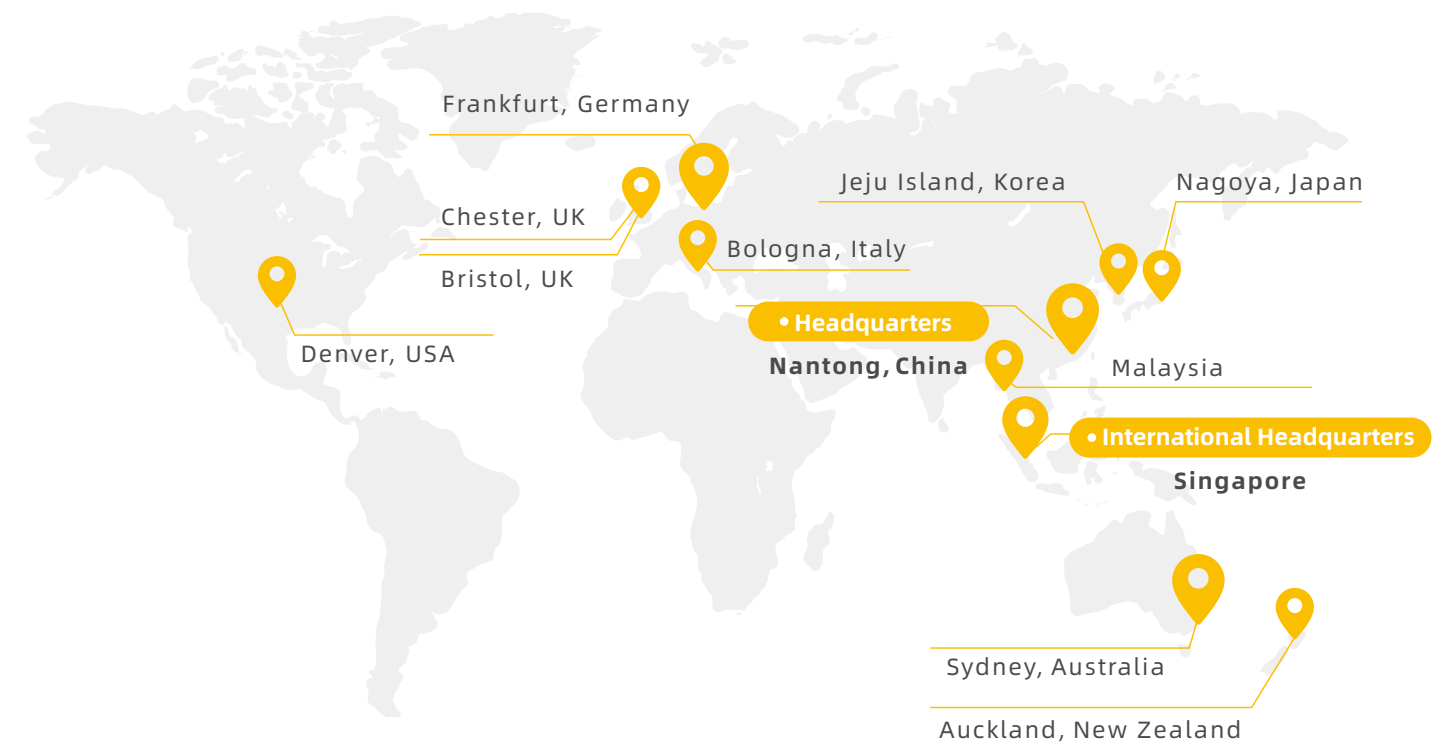 Frankfurt, Germany
Jeju Island, Korea
Nagoya, Japan
Chester, UK
Bologna, Italy
Bristol, UK
• Headquarters
Nantong, China
Denver, USA
Malaysia
• International Headquarters
Singapore
Sydney, Australia
Auckland, New Zealand